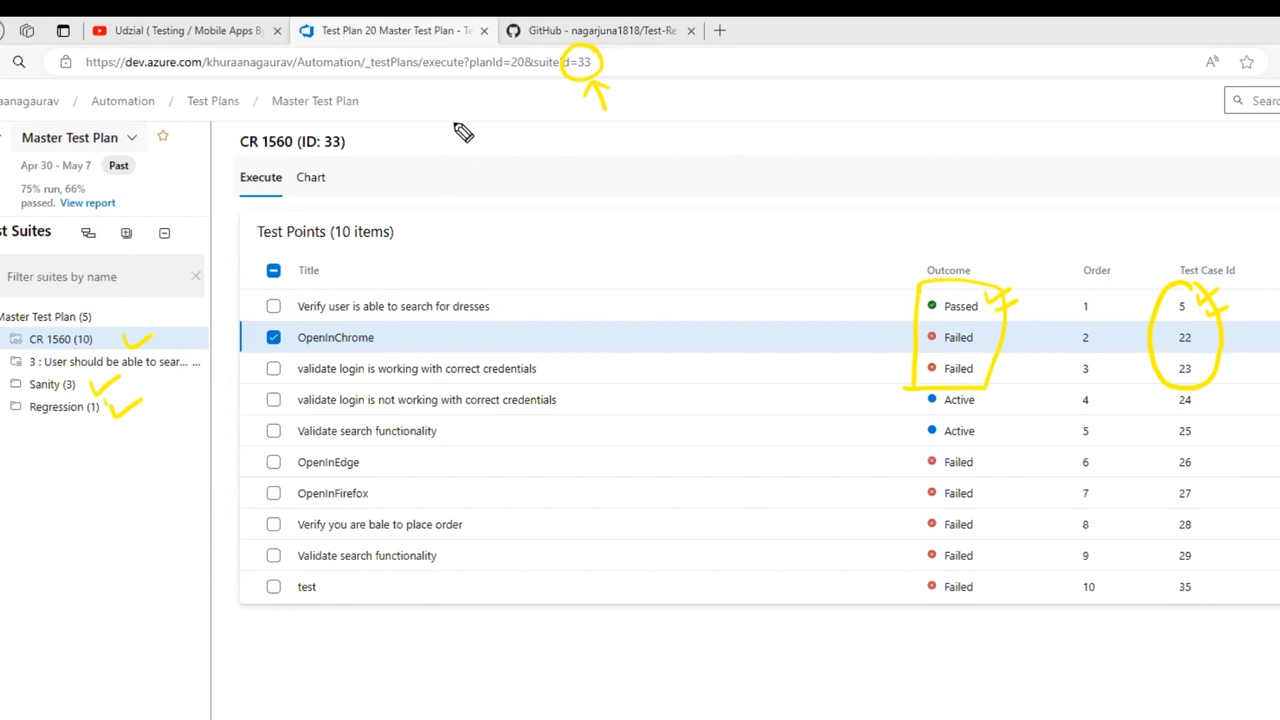 Udzial ( Testing / Mobile Apps By
Test Plan 20 Master Test Plan - Te
GitHub - nagarjuna1818/Test-Re
https://dev.azure.com/khuraanagaurav/Automation/_testPlans/execute?planId=20&suiteId=33
aanagaurav / Automation / Test Plans / Master Test Plan
Sear
Master Test Plan
Apr 30 - May 7 Past
75% run, 66%
passed. View report
st Suites
Filter suites by name
Master Test Plan (5)
CR 1560 (10)
3 : User should be able to sear... ...
Sanity (3)
Regression (1)
CR 1560 (ID: 33)
Execute Chart
Test Points (10 items)
Title Outcome Order Test Case Id
Verify user is able to search for dresses Passed 1 5
OpenInChrome Failed 2 22
validate login is working with correct credentials Failed 3 23
validate login is not working with correct credentials Active 4 24
Validate search functionality Active 5 25
OpenInEdge Failed 6 26
OpenInFirefox Failed 7 27
Verify you are bale to place order Failed 8 28
Validate search functionality Failed 9 29
test Failed 10 35